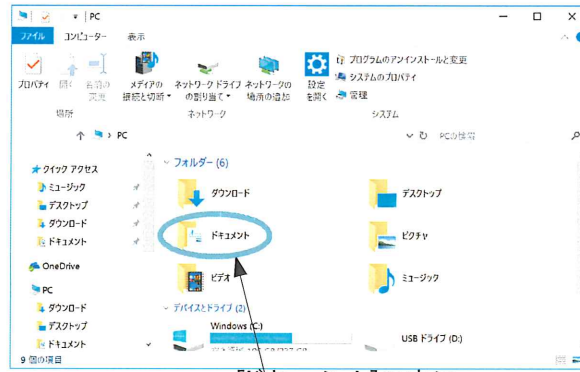 PC
ファイル コンピューター 表示
プロパティ 開く 名前の変更 メディアの接続と切断 ネットワーク ドライブの割り当て ネットワークの場所の追加 設定を開く プログラムのアンインストールと変更
システムのプロパティ
管理
場所 ネットワーク システム
PC PCの検索
クイック アクセス
ミュージック
デスクトップ
ダウンロード
ドキュメント
OneDrive
PC
ダウンロード
デスクトップ
ドキュメント
フォルダー (6)
ダウンロード デスクトップ
ドキュメント ピクチャ
ビデオ ミュージック
デバイスとドライブ (2)
Windows (C:) USB ドライブ (D:)
9 個の項目